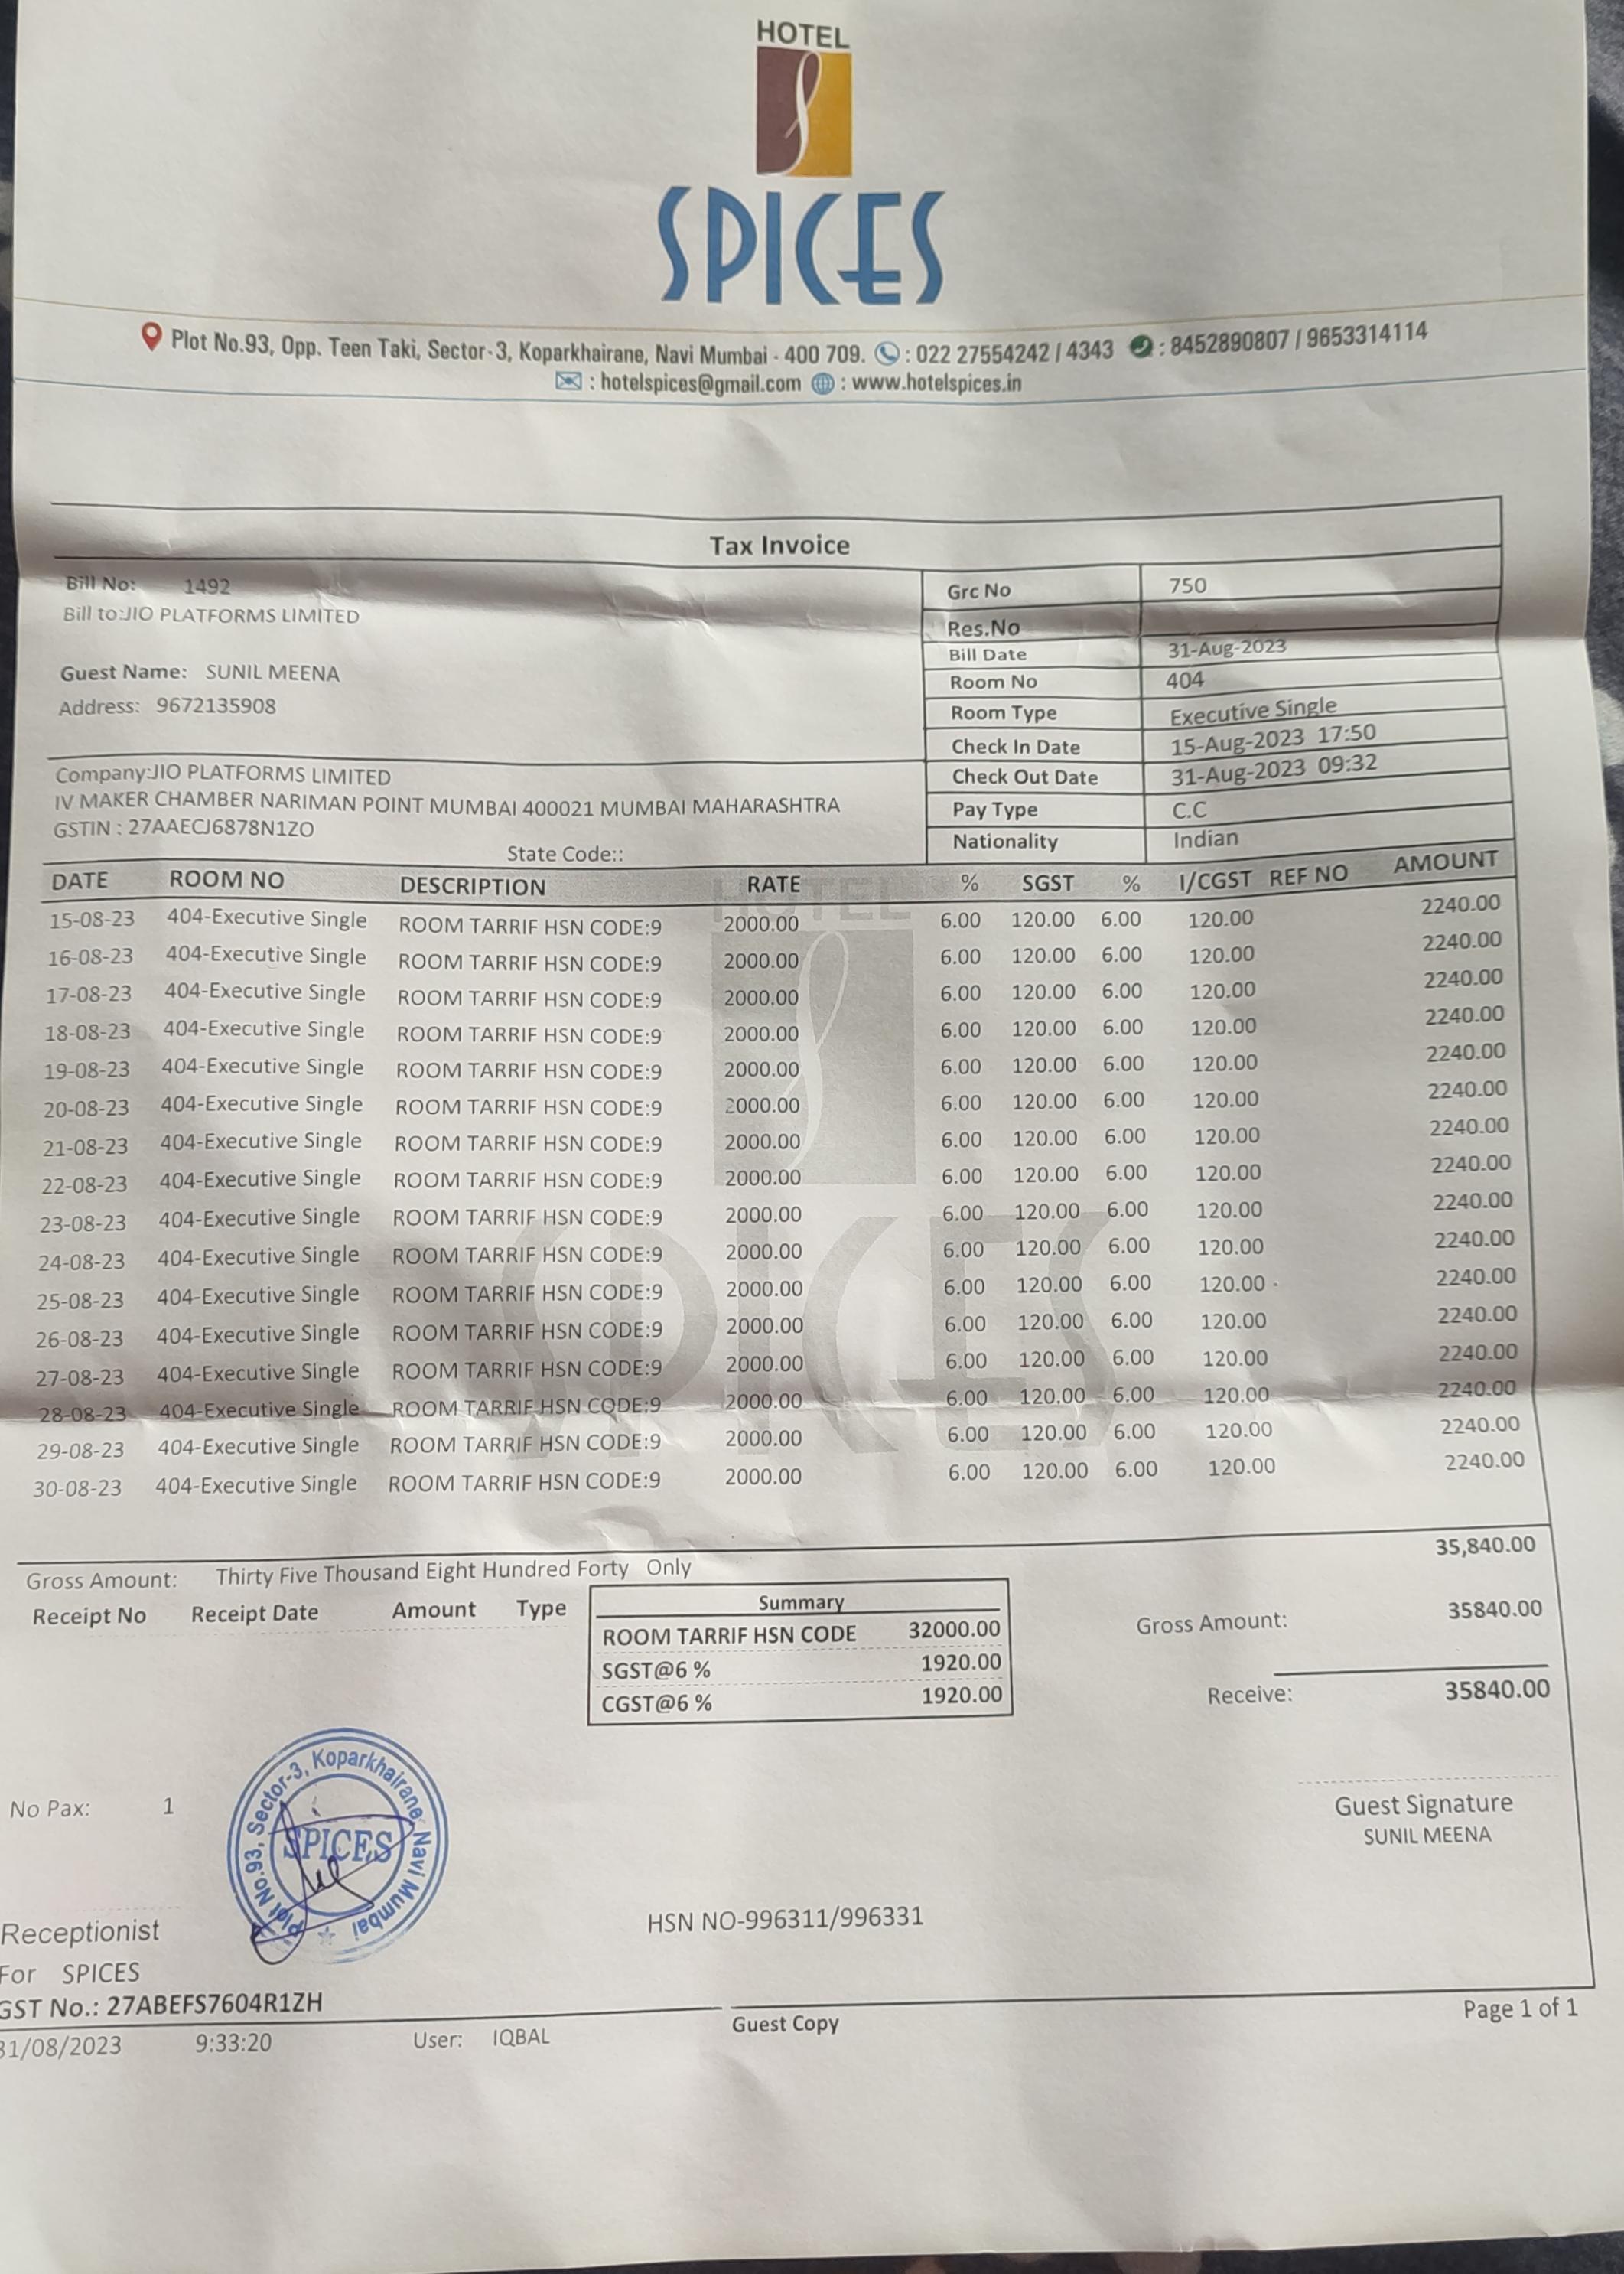 HOTEL
SPICES
Plot No.93, Opp. Teen Taki, Sector-3, Koparkhairane, Navi Mumbai - 400 709. : 022 27554242 / 4343 : 8452890807 / 9653314114
: hotelspices@gmail.com : www.hotelspices.in
Tax Invoice
Bill No: 1492
Bill to:JIO PLATFORMS LIMITED
Guest Name: SUNIL MEENA
Address: 9672135908
Grc No 750
Res.No
Bill Date 31-Aug-2023
Room No 404
Room Type Executive Single
Check In Date 15-Aug-2023 17:50
Check Out Date 31-Aug-2023 09:32
Pay Type C.C
Nationality Indian
Company:JIO PLATFORMS LIMITED
IV MAKER CHAMBER NARIMAN POINT MUMBAI 400021 MUMBAI MAHARASHTRA
GSTIN : 27AAECJ6878N1ZO
State Code::
DATE ROOM NO DESCRIPTION RATE % SGST % I/CGST REF NO AMOUNT
15-08-23 404-Executive Single ROOM TARRIF HSN CODE:9 2000.00 6.00 120.00 6.00 120.00 2240.00
16-08-23 404-Executive Single ROOM TARRIF HSN CODE:9 2000.00 6.00 120.00 6.00 120.00 2240.00
17-08-23 404-Executive Single ROOM TARRIF HSN CODE:9 2000.00 6.00 120.00 6.00 120.00 2240.00
18-08-23 404-Executive Single ROOM TARRIF HSN CODE:9 2000.00 6.00 120.00 6.00 120.00 2240.00
19-08-23 404-Executive Single ROOM TARRIF HSN CODE:9 2000.00 6.00 120.00 6.00 120.00 2240.00
20-08-23 404-Executive Single ROOM TARRIF HSN CODE:9 2000.00 6.00 120.00 6.00 120.00 2240.00
21-08-23 404-Executive Single ROOM TARRIF HSN CODE:9 2000.00 6.00 120.00 6.00 120.00 2240.00
22-08-23 404-Executive Single ROOM TARRIF HSN CODE:9 2000.00 6.00 120.00 6.00 120.00 2240.00
23-08-23 404-Executive Single ROOM TARRIF HSN CODE:9 2000.00 6.00 120.00 6.00 120.00 2240.00
24-08-23 404-Executive Single ROOM TARRIF HSN CODE:9 2000.00 6.00 120.00 6.00 120.00 2240.00
25-08-23 404-Executive Single ROOM TARRIF HSN CODE:9 2000.00 6.00 120.00 6.00 120.00 2240.00
26-08-23 404-Executive Single ROOM TARRIF HSN CODE:9 2000.00 6.00 120.00 6.00 120.00 2240.00
27-08-23 404-Executive Single ROOM TARRIF HSN CODE:9 2000.00 6.00 120.00 6.00 120.00 2240.00
28-08-23 404-Executive Single ROOM TARRIF HSN CODE:9 2000.00 6.00 120.00 6.00 120.00 2240.00
29-08-23 404-Executive Single ROOM TARRIF HSN CODE:9 2000.00 6.00 120.00 6.00 120.00 2240.00
30-08-23 404-Executive Single ROOM TARRIF HSN CODE:9 2000.00 6.00 120.00 6.00 120.00 2240.00
HOTEL
SPICES
35,840.00
Gross Amount: Thirty Five Thousand Eight Hundred Forty Only
Receipt No Receipt Date Amount Type
Summary
ROOM TARRIF HSN CODE 32000.00
SGST@6 % 1920.00
CGST@6 % 1920.00
Gross Amount: 35840.00
Receive: 35840.00
No Pax: 1
Plot No.93, Sector-3, Koparkhairane, Navi Mumbai
SPICES
Guest Signature
SUNIL MEENA
HSN NO-996311/996331
Receptionist
For SPICES
GST No.: 27ABEFS7604R1ZH
31/08/2023 9:33:20 User: IQBAL
Guest Copy
Page 1 of 1